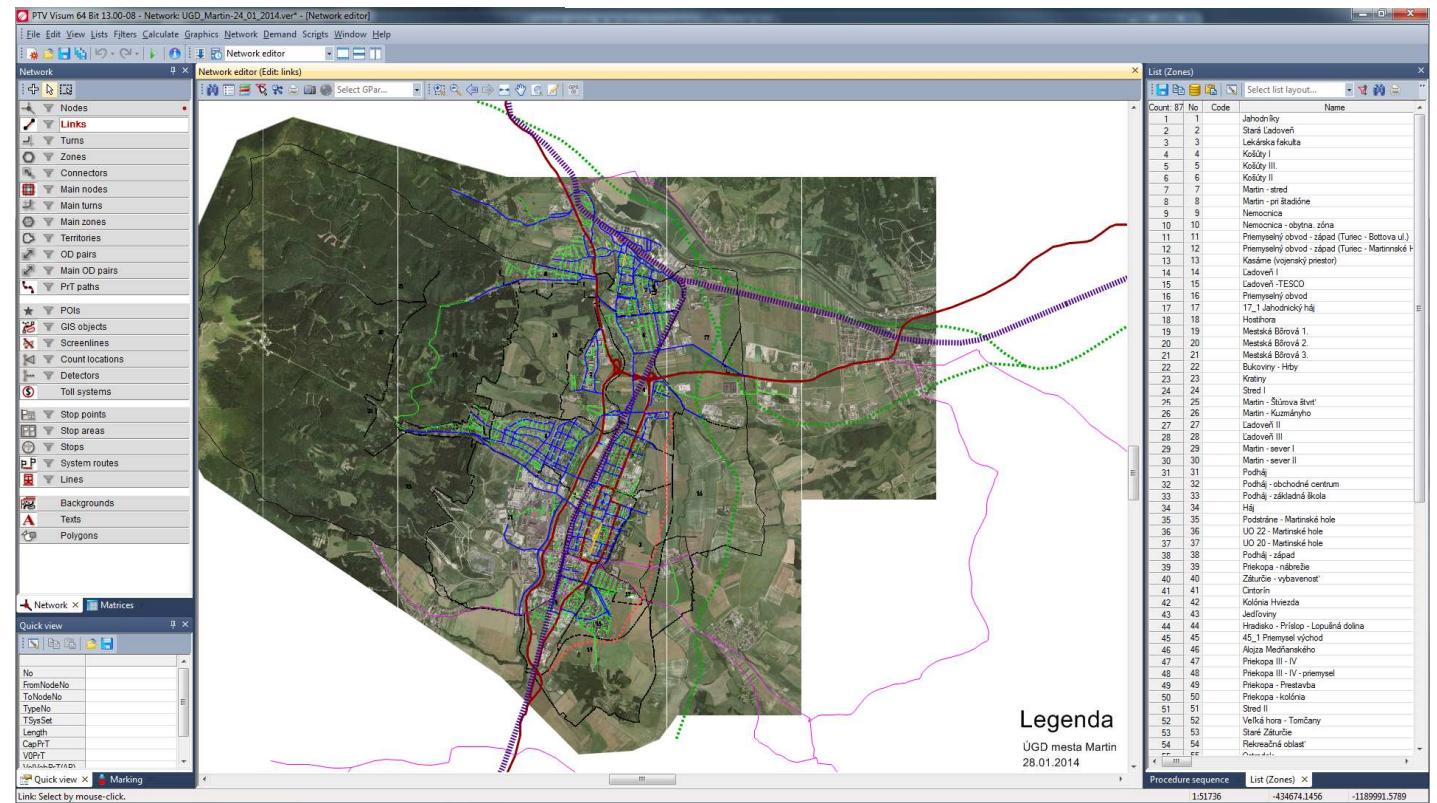 PTV Visum 64 Bit 13.00-08 - Network: UGD_Martin-24_01_2014.ver* - [Network editor]
File Edit View Lists Filters Calculate Graphics Network Demand Scripts Window Help
Network editor
Network
Nodes
Links
Turns
Zones
Connectors
Main nodes
Main turns
Main zones
Territories
OD pairs
Main OD pairs
PrT paths
POIs
GIS objects
Screenlines
Count locations
Detectors
Toll systems
Stop points
Stop areas
Stops
System routes
Lines
Backgrounds
Texts
Polygons
Network Matrices
Quick view
No
FromNodeNo
ToNodeNo
TypeNo
TSysSet
Length
CapPrT
V0PrT
Quick view Marking
Link: Select by mouse-click.
Network editor (Edit: links)
Select GPar...
Legenda
ÚGD mesta Martin
28.01.2014
List (Zones)
Select list layout...
Count: 87 No Code Name
1 1 Jahodníky
2 2 Stará Ľadoveň
3 3 Lekárska fakulta
4 4 Košúty I
5 5 Košúty III.
6 6 Košúty II
7 7 Martin - stred
8 8 Martin - pri štadióne
9 9 Nemocnica
10 10 Nemocnica - obytna. zóna
11 11 Priemyselný obvod - západ (Turiec - Bottova ul.)
12 12 Priemyselný obvod - západ (Turiec - Martinnské H
13 13 Kasárne (vojenský priestor)
14 14 Ľadoveň I
15 15 Ľadoveň -TESCO
16 16 Priemyselný obvod
17 17 17_1 Jahodnický háj
18 18 Hostihora
19 19 Mestská Bôrová 1.
20 20 Mestská Bôrová 2.
21 21 Mestská Bôrová 3.
22 22 Bukoviny - Hrby
23 23 Kratiny
24 24 Stred I
25 25 Martin - Štúrova štvrť
26 26 Martin - Kuzmányho
27 27 Ľadoveň II
28 28 Ľadoveň III
29 29 Martin - sever I
30 30 Martin - sever II
31 31 Podháj
32 32 Podháj - obchodné centrum
33 33 Podháj - základná škola
34 34 Háj
35 35 Podstráne - Martinské hole
36 36 UO 22 - Martinské hole
37 37 UO 20 - Martinské hole
38 38 Podháj - západ
39 39 Priekopa - nábrežie
40 40 Záturčie - vybavenosť
41 41 Cintorín
42 42 Kolónia Hviezda
43 43 Jedľoviny
44 44 Hradisko - Príslop - Lopušná dolina
45 45 45_1 Priemysel východ
46 46 Alojza Medňanského
47 47 Priekopa III - IV
48 48 Priekopa III - IV - priemysel
49 49 Priekopa - Prestavba
50 50 Priekopa - kolónia
51 51 Stred II
52 52 Veľká hora - Tomčany
53 53 Staré Záturčie
54 54 Rekreačná oblasť
Procedure sequence List (Zones)
1:51736 -434674.1456 -1189991.5789